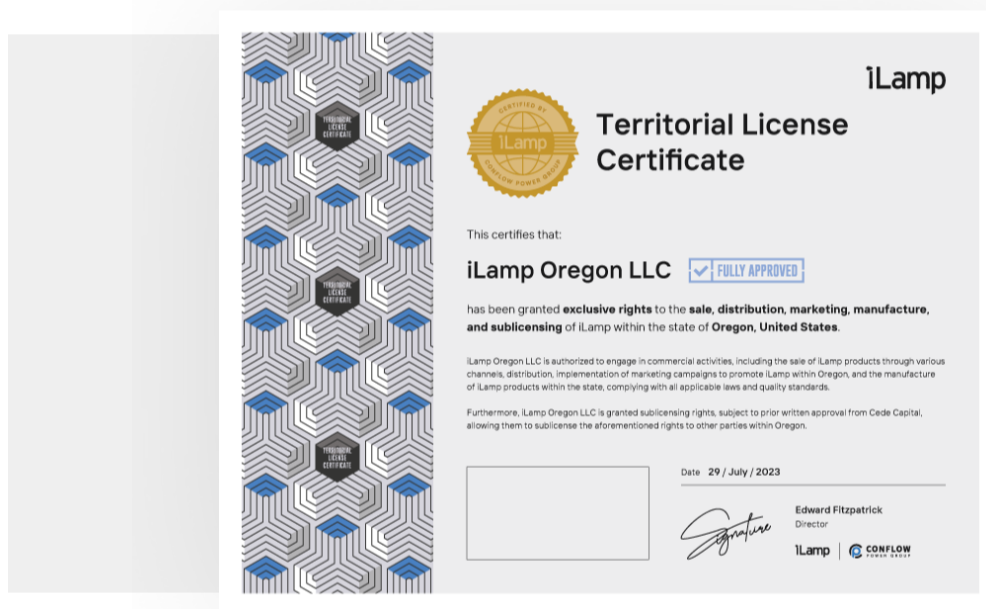 iLamp
CERTIFIED BY
iLamp
CONFLOW POWER GROUP
Territorial License
Certificate
This certifies that:
iLamp Oregon LLC
FULLY APPROVED
has been granted exclusive rights to the sale, distribution, marketing, manufacture,
and sublicensing of iLamp within the state of Oregon, United States.
iLamp Oregon LLC is authorized to engage in commercial activities, including the sale of iLamp products through various
channels, distribution, implementation of marketing campaigns to promote iLamp within Oregon, and the manufacture
of iLamp products within the state, complying with all applicable laws and quality standards.
Furthermore, iLamp Oregon LLC is granted sublicensing rights, subject to prior written approval from Cede Capital,
allowing them to sublicense the aforementioned rights to other parties within Oregon.
Date 29 / July / 2023
Signature
Edward Fitzpatrick
Director
iLamp
CONFLOW
POWER GROUP
TERRITORIAL
LICENSE
CERTIFICATE
TERRITORIAL
LICENSE
CERTIFICATE
TERRITORIAL
LICENSE
CERTIFICATE